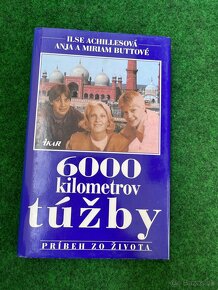 ILSE ACHILLESOVÁ
ANJA A MIRIAM BUTTOVÉ
IKAR
6000
kilometrov
túžby
PRÍBEH ZO ŽIVOTA